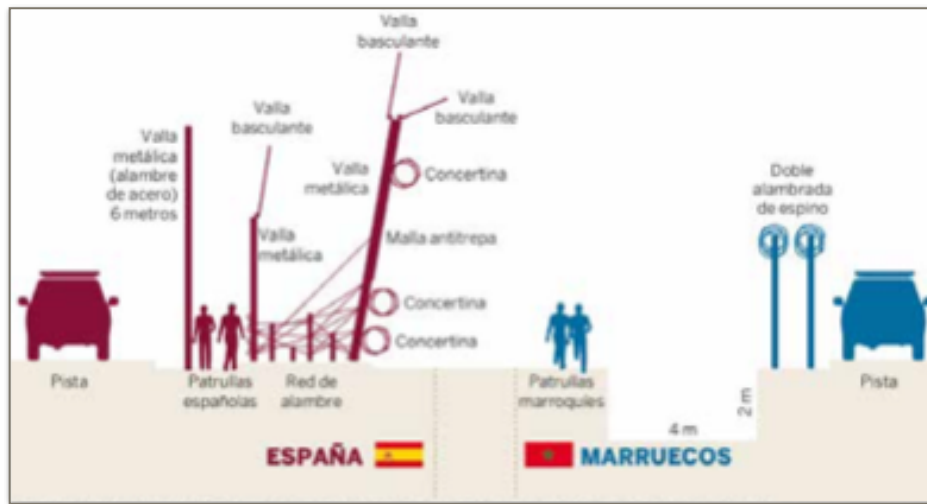 Valla
basculante
Valla
basculante
Valla
basculante
Valla
metálica
(alambre
de acero)
6 metros
Valla
metálica
Concertina
Doble
alambrada
de espino
Valla
metálica
Malla antitrepa
Concertina
Concertina
Pista
Patrullas
españolas
Red de
alambre
Patrullas
marroquíes
2 m
4 m
Pista
ESPAÑA
MARRUECOS